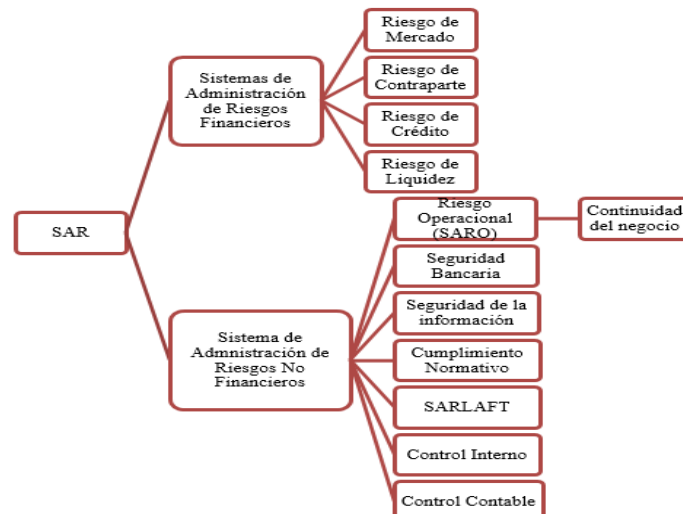 SAR
Sistemas de
Administración
de Riesgos
Financieros
Riesgo de
Mercado
Riesgo de
Contraparte
Riesgo de
Crédito
Riesgo de
Liquidez
Sistema de
Admnistración de
Riesgos No
Financieros
Riesgo
Operacional
(SARO)
Continuidad
del negocio
Seguridad
Bancaria
Seguridad de la
información
Cumplimiento
Normativo
SARLAFT
Control Interno
Control Contable